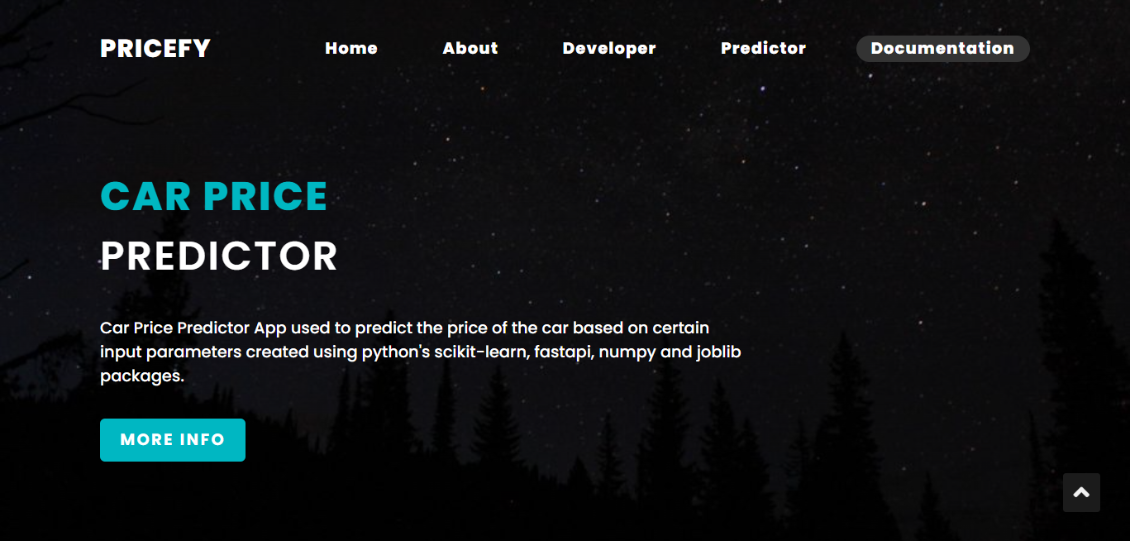 PRICEFY Home About Developer Predictor Documentation
CAR PRICE
PREDICTOR
Car Price Predictor App used to predict the price of the car based on certain
input parameters created using python's scikit-learn, fastapi, numpy and joblib
packages.
MORE INFO